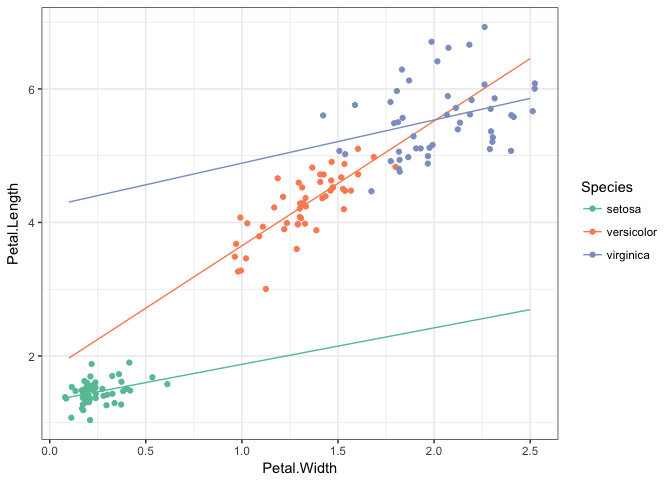 Petal.Length
6
4
2
0.0 0.5 1.0 1.5 2.0 2.5
Petal.Width
Species
setosa
versicolor
virginica